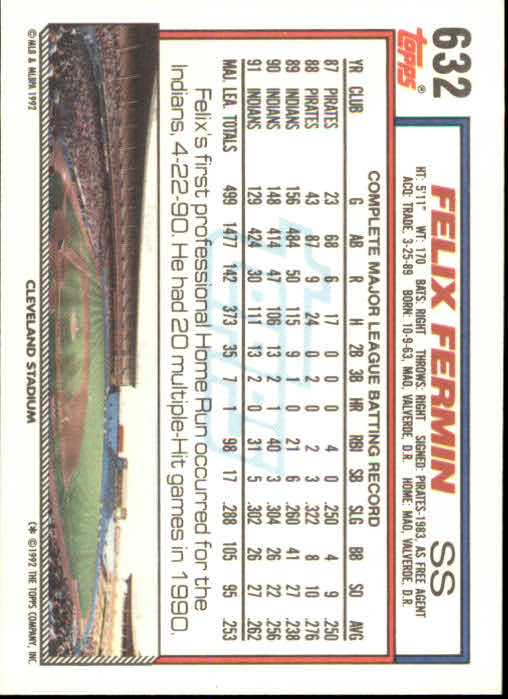 632
topps®
FELIX FERMIN SS
HT: 5'11" WT: 170 BATS: RIGHT THROWS: RIGHT SIGNED: PIRATES-1983, AS FREE AGENT
ACQ: TRADE, 3-25-89 BORN: 10-9-63, MAO, VALVERDE, D.R. HOME: MAO, VALVERDE, D.R.
COMPLETE MAJOR LEAGUE BATTING RECORD
YR CLUB G AB R H 2B 3B HR RBI SB SLG BB SO AVG
87 PIRATES 23 68 6 17 0 0 0 4 0 .250 4 9 .250
88 PIRATES 43 87 9 24 0 2 0 2 3 .322 8 10 .276
89 INDIANS 156 484 50 115 9 1 0 21 6 .260 41 27 .238
90 INDIANS 148 414 47 106 13 2 1 40 3 .304 26 22 .256
91 INDIANS 129 424 30 111 13 2 0 31 5 .302 26 27 .262
MAJ. LEA. TOTALS 499 1477 142 373 35 7 1 98 17 .288 105 95 .253
Felix's first professional Home Run occurred for the
Indians, 4-22-90. He had 20 multiple-Hit games in 1990.
© MLB & MLBPA 1992
CLEVELAND STADIUM
(* ©1992 THE TOPPS COMPANY, INC.